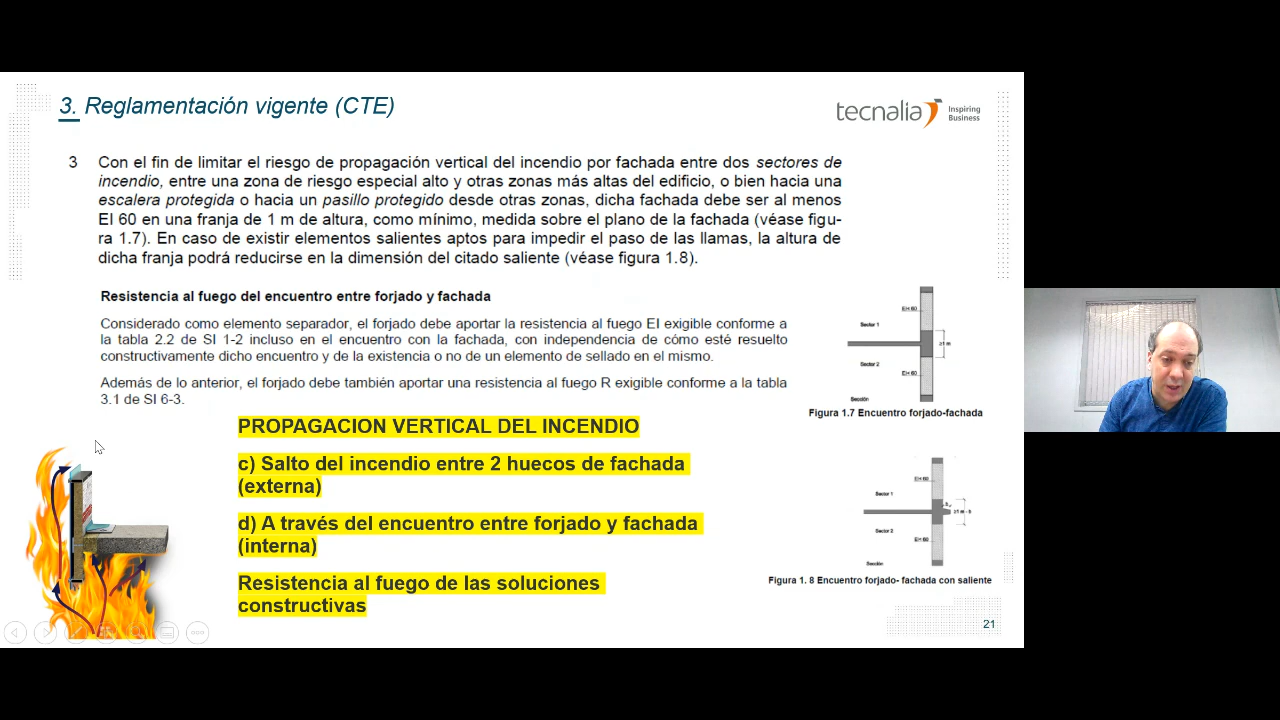 3. Reglamentación vigente (CTE)
tecnalia Inspiring
Business
3 Con el fin de limitar el riesgo de propagación vertical del incendio por fachada entre dos sectores de
incendio, entre una zona de riesgo especial alto y otras zonas más altas del edificio, o bien hacia una
escalera protegida o hacia un pasillo protegido desde otras zonas, dicha fachada debe ser al menos
EI 60 en una franja de 1 m de altura, como mínimo, medida sobre el plano de la fachada (véase figu-
ra 1.7). En caso de existir elementos salientes aptos para impedir el paso de las llamas, la altura de
dicha franja podrá reducirse en la dimensión del citado saliente (véase figura 1.8).
Resistencia al fuego del encuentro entre forjado y fachada
Considerado como elemento separador, el forjado debe aportar la resistencia al fuego EI exigible conforme a
la tabla 2.2 de SI 1-2 incluso en el encuentro con la fachada, con independencia de cómo esté resuelto
constructivamente dicho encuentro y de la existencia o no de un elemento de sellado en el mismo.
Además de lo anterior, el forjado debe también aportar una resistencia al fuego R exigible conforme a la tabla
3.1 de SI 6-3.
PROPAGACION VERTICAL DEL INCENDIO
c) Salto del incendio entre 2 huecos de fachada
(externa)
d) A través del encuentro entre forjado y fachada
(interna)
Resistencia al fuego de las soluciones
constructivas
Sector 1
≥1 m
Sector 2
Sección
Figura 1.7 Encuentro forjado-fachada
Sector 1
Sector 2
Sección
Figura 1. 8 Encuentro forjado- fachada con saliente
21